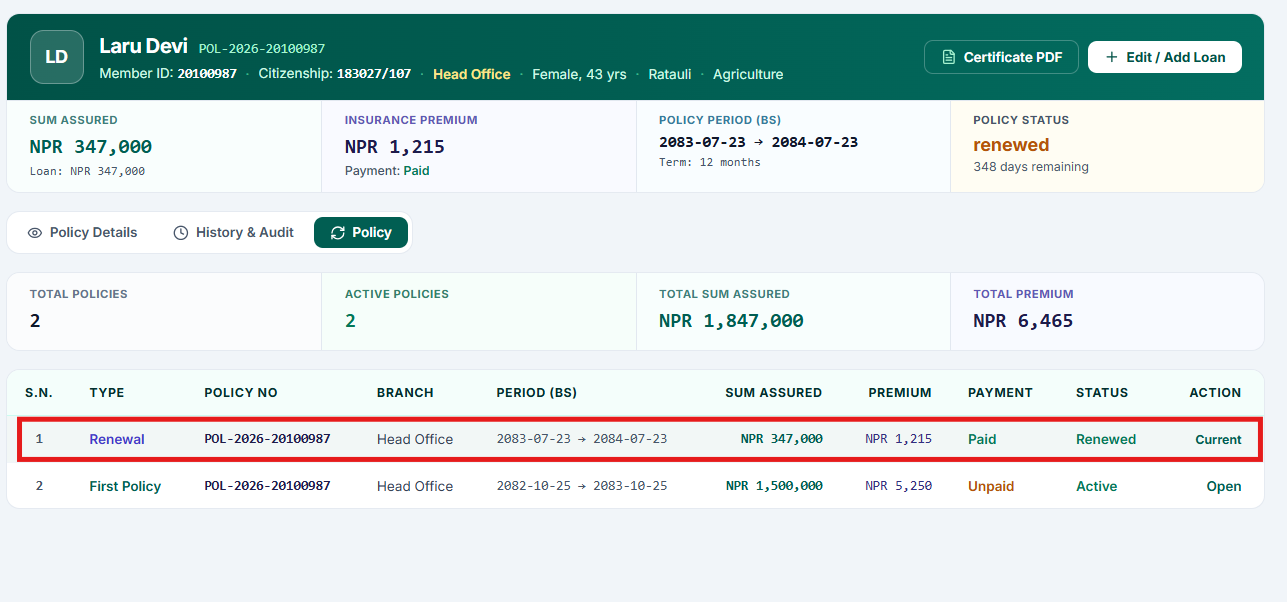 LD
Laru Devi POL-2026-20100987
Member ID: 20100987 · Citizenship: 183027/107 · Head Office · Female, 43 yrs · Ratauli · Agriculture
Certificate PDF
+ Edit / Add Loan
SUM ASSURED
NPR 347,000
Loan: NPR 347,000
INSURANCE PREMIUM
NPR 1,215
Payment: Paid
POLICY PERIOD (BS)
2083-07-23 → 2084-07-23
Term: 12 months
POLICY STATUS
renewed
348 days remaining
Policy Details
History & Audit
Policy
TOTAL POLICIES
2
ACTIVE POLICIES
2
TOTAL SUM ASSURED
NPR 1,847,000
TOTAL PREMIUM
NPR 6,465
S.N. TYPE POLICY NO BRANCH PERIOD (BS) SUM ASSURED PREMIUM PAYMENT STATUS ACTION
1 Renewal POL-2026-20100987 Head Office 2083-07-23 → 2084-07-23 NPR 347,000 NPR 1,215 Paid Renewed Current
2 First Policy POL-2026-20100987 Head Office 2082-10-25 → 2083-10-25 NPR 1,500,000 NPR 5,250 Unpaid Active Open